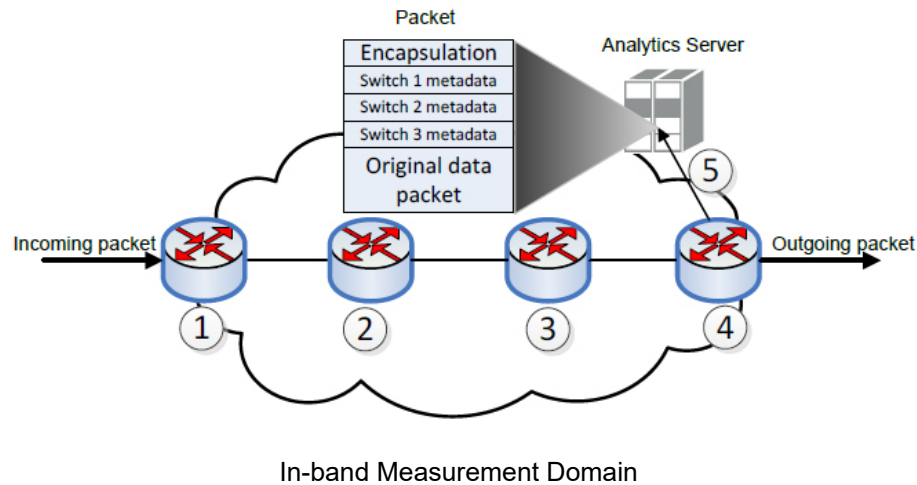 Packet
Analytics Server
Encapsulation
Switch 1 metadata
Switch 2 metadata
Switch 3 metadata
Original data
packet
5
Incoming packet
Outgoing packet
1
2
3
4
In-band Measurement Domain